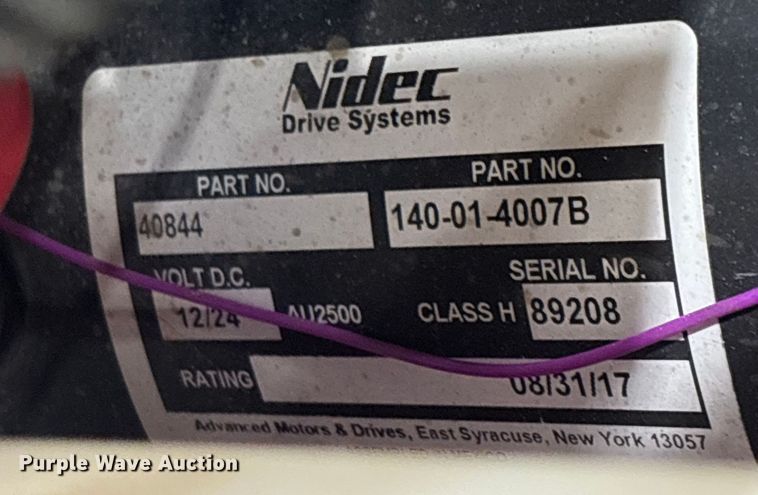 Nidec
Drive Systems
PART NO. PART NO.
40844 140-01-4007B
VOLT D.C. SERIAL NO.
12/24 AU2500 CLASS H 89208
RATING 08/31/17
Advanced Motors & Drives, East Syracuse, New York 13057
Purple Wave Auction